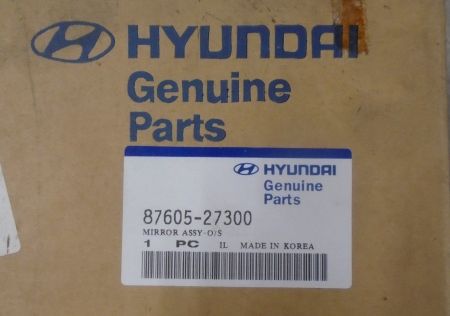 HYUNDAI
Genuine
Parts
HYUNDAI
Genuine
Parts
87605-27300
MIRROR ASSY-O/S
1 PC IL MADE IN KOREA